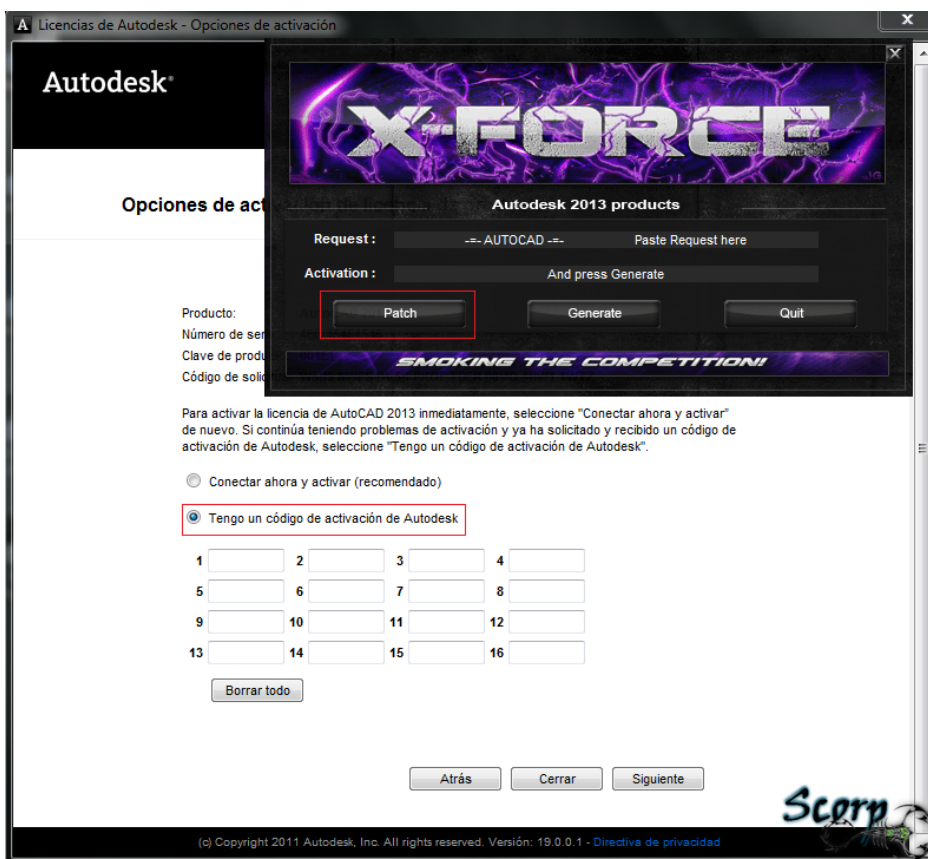 Licencias de Autodesk - Opciones de activación
Autodesk
X-FORCE
Autodesk 2013 products
Opciones de act
Request :
-=- AUTOCAD -=- Paste Request here
Activation :
And press Generate
Patch
Generate
Quit
SMOKING THE COMPETITION!
Producto:
Número de ser
Clave de produ
Código de solic
Para activar la licencia de AutoCAD 2013 inmediatamente, seleccione "Conectar ahora y activar"
de nuevo. Si continúa teniendo problemas de activación y ya ha solicitado y recibido un código de
activación de Autodesk, seleccione "Tengo un código de activación de Autodesk".
Conectar ahora y activar (recomendado)
Tengo un código de activación de Autodesk
1 2 3 4
5 6 7 8
9 10 11 12
13 14 15 16
Borrar todo
Atrás Cerrar Siguiente
Scorp
(c) Copyright 2011 Autodesk, Inc. All rights reserved. Versión: 19.0.0.1 - Directiva de privacidad